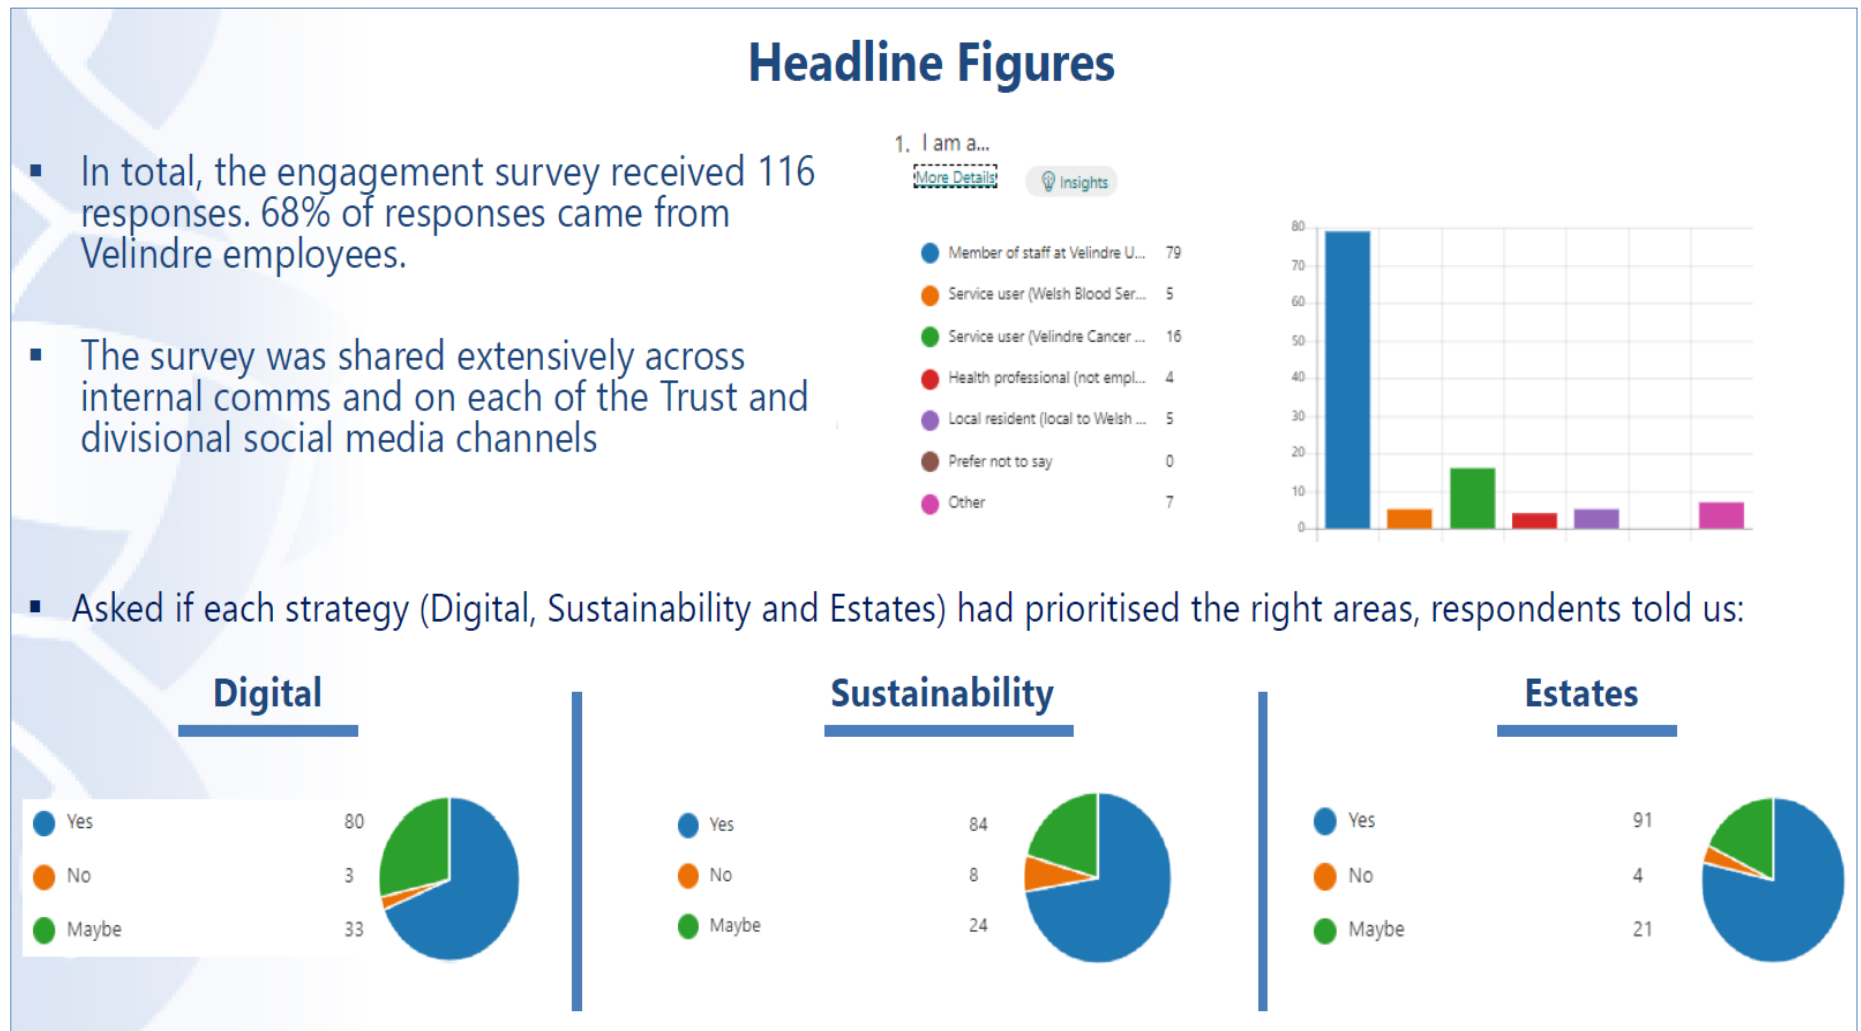 Headline Figures
▪ In total, the engagement survey received 116
responses. 68% of responses came from
Velindre employees.
▪ The survey was shared extensively across
internal comms and on each of the Trust and
divisional social media channels
1. I am a...
More Details
Insights
Member of staff at Velindre U... 79
Service user (Welsh Blood Ser... 5
Service user (Velindre Cancer ... 16
Health professional (not empl... 4
Local resident (local to Welsh ... 5
Prefer not to say 0
Other 7
80
70
60
50
40
30
20
10
0
▪ Asked if each strategy (Digital, Sustainability and Estates) had prioritised the right areas, respondents told us:
Digital
Yes 80
No 3
Maybe 33
Sustainability
Yes 84
No 8
Maybe 24
Estates
Yes 91
No 4
Maybe 21